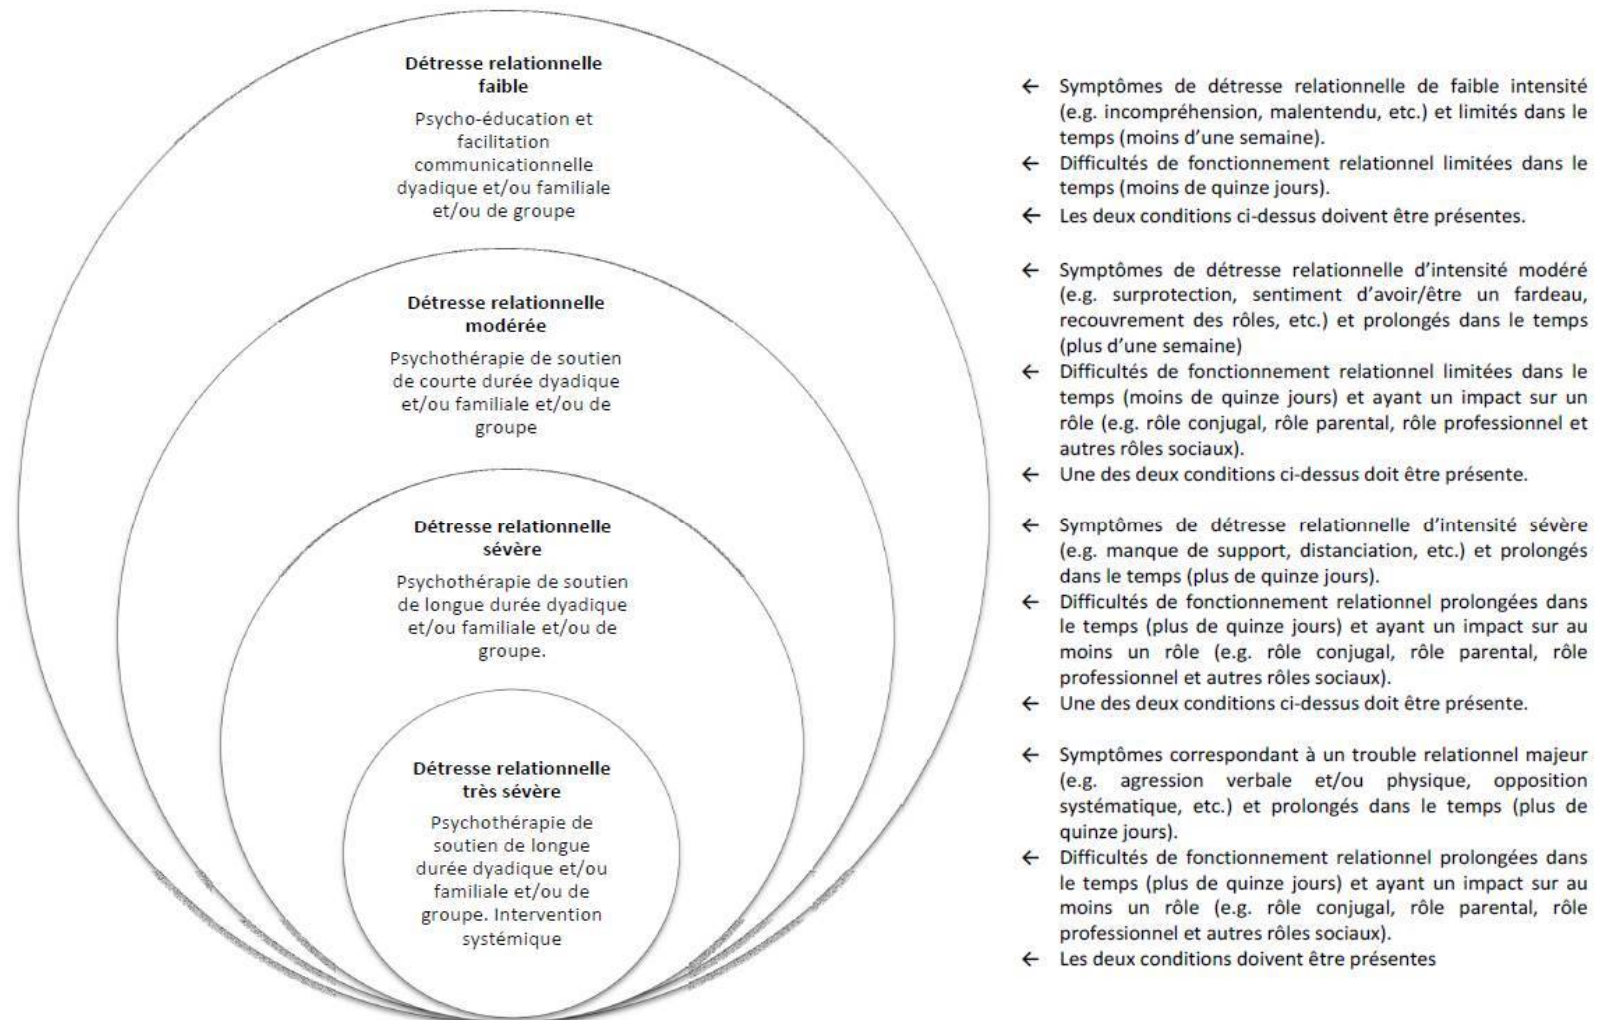 Détresse relationnelle
faible
Psycho-éducation et
facilitation
communicationnelle
dyadique et/ou familiale
et/ou de groupe
← Symptômes de détresse relationnelle de faible intensité
(e.g. incompréhension, malentendu, etc.) et limités dans le
temps (moins d’une semaine).
← Difficultés de fonctionnement relationnel limitées dans le
temps (moins de quinze jours).
← Les deux conditions ci-dessus doivent être présentes.
Détresse relationnelle
modérée
Psychothérapie de soutien
de courte durée dyadique
et/ou familiale et/ou de
groupe
← Symptômes de détresse relationnelle d’intensité modéré
(e.g. surprotection, sentiment d’avoir/être un fardeau,
recouvrement des rôles, etc.) et prolongés dans le temps
(plus d’une semaine)
← Difficultés de fonctionnement relationnel limitées dans le
temps (moins de quinze jours) et ayant un impact sur un
rôle (e.g. rôle conjugal, rôle parental, rôle professionnel et
autres rôles sociaux).
← Une des deux conditions ci-dessus doit être présente.
Détresse relationnelle
sévère
Psychothérapie de soutien
de longue durée dyadique
et/ou familiale et/ou de
groupe.
← Symptômes de détresse relationnelle d’intensité sévère
(e.g. manque de support, distanciation, etc.) et prolongés
dans le temps (plus de quinze jours).
← Difficultés de fonctionnement relationnel prolongées dans
le temps (plus de quinze jours) et ayant un impact sur au
moins un rôle (e.g. rôle conjugal, rôle parental, rôle
professionnel et autres rôles sociaux).
← Une des deux conditions ci-dessus doit être présente.
Détresse relationnelle
très sévère
Psychothérapie de
soutien de longue
durée dyadique et/ou
familiale et/ou de
groupe. Intervention
systémique
← Symptômes correspondant à un trouble relationnel majeur
(e.g. agression verbale et/ou physique, opposition
systématique, etc.) et prolongés dans le temps (plus de
quinze jours).
← Difficultés de fonctionnement relationnel prolongées dans
le temps (plus de quinze jours) et ayant un impact sur au
moins un rôle (e.g. rôle conjugal, rôle parental, rôle
professionnel et autres rôles sociaux).
← Les deux conditions doivent être présentes